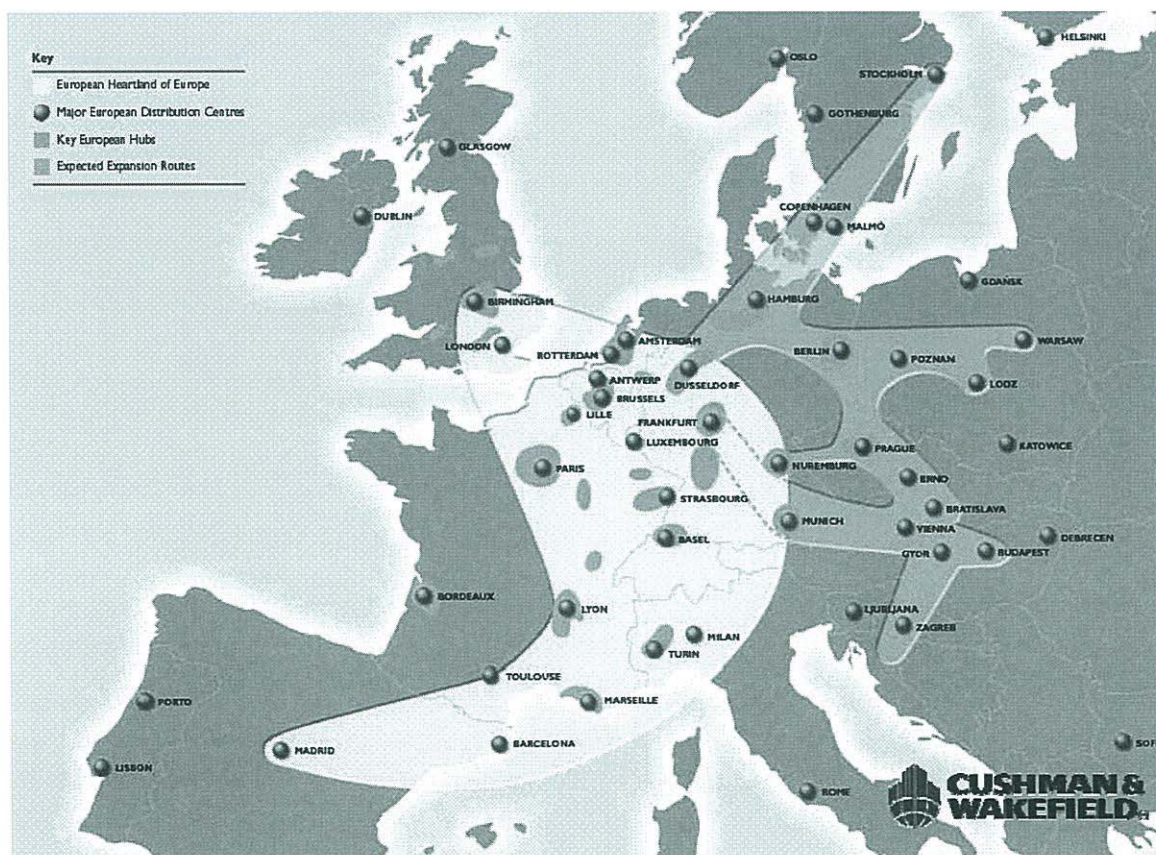 Key
European Heartland of Europe
Major European Distribution Centres
Key European Hubs
Expected Expansion Routes
HELSINKI
OSLO
STOCKHOLM
GOTHENBURG
GLASGOW
DUBLIN
COPENHAGEN
MALMÖ
GDAŃSK
BIRMINGHAM
HAMBURG
LONDON
AMSTERDAM
ROTTERDAM
BERLIN
POZNAN
WARSAW
ANTWERP
DUSSELDORF
LODZ
BRUSSELS
LILLE
FRANKFURT
LUXEMBOURG
PRAGUE
KATOWICE
PARIS
NUREMBURG
ERNO
STRASBOURG
BRATISLAVA
MUNICH
VIENNA
BASEL
GYOR
BUDAPEST
DEBRECEN
BORDEAUX
LYON
LJUBLJANA
ZAGREB
MILAN
TURIN
TOULOUSE
PORTO
MARSEILLE
MADRID
BARCELONA
SOF
LISBON
ROME
CUSHMAN &
WAKEFIELD